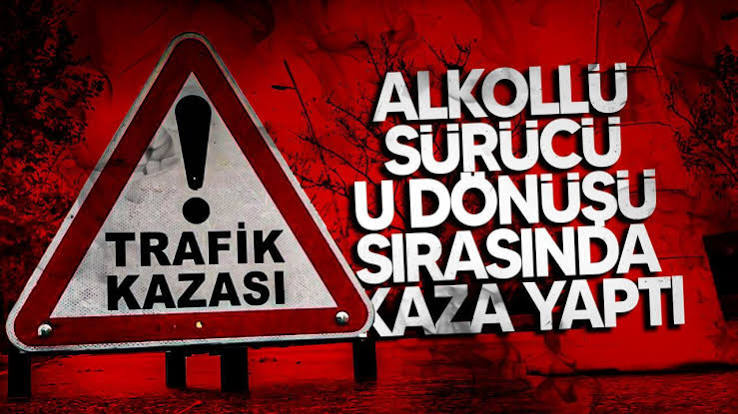 TRAFİK
KAZASI
ALKOLLÜ
SÜRÜCÜ
U DÖNÜŞÜ
SIRASINDA
KAZA YAPTI